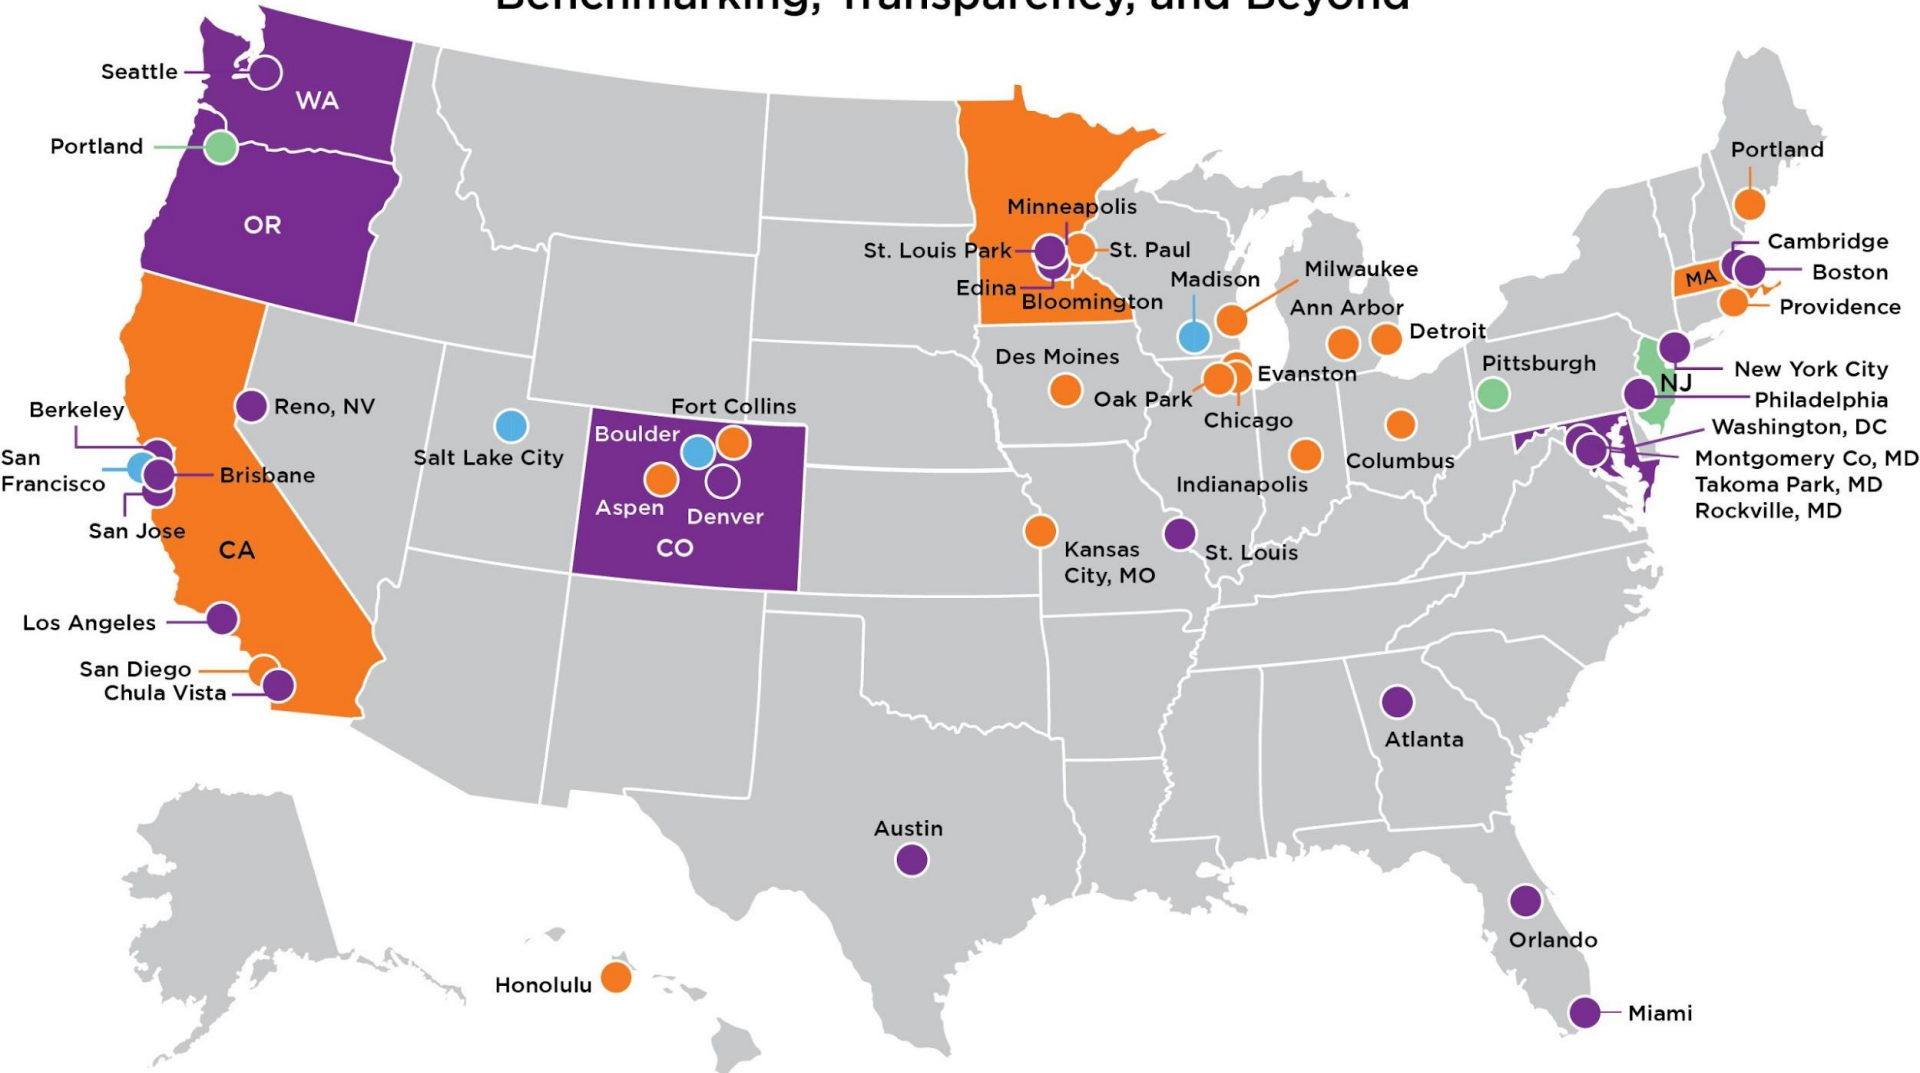 Benchmarking, Transparency, and Beyond
Seattle
WA
Portland
OR
Portland
Minneapolis
St. Louis Park
St. Paul
Edina
Bloomington
Madison
Milwaukee
Ann Arbor
Detroit
Cambridge
MA
Boston
Providence
Des Moines
Oak Park
Evanston
Chicago
Pittsburgh
NJ
New York City
Philadelphia
Washington, DC
Montgomery Co, MD
Takoma Park, MD
Rockville, MD
Berkeley
Reno, NV
San
Francisco
Brisbane
San Jose
CA
Salt Lake City
Fort Collins
Boulder
Aspen
Denver
CO
Indianapolis
Columbus
Kansas
City, MO
St. Louis
Los Angeles
San Diego
Chula Vista
Atlanta
Austin
Orlando
Honolulu
Miami